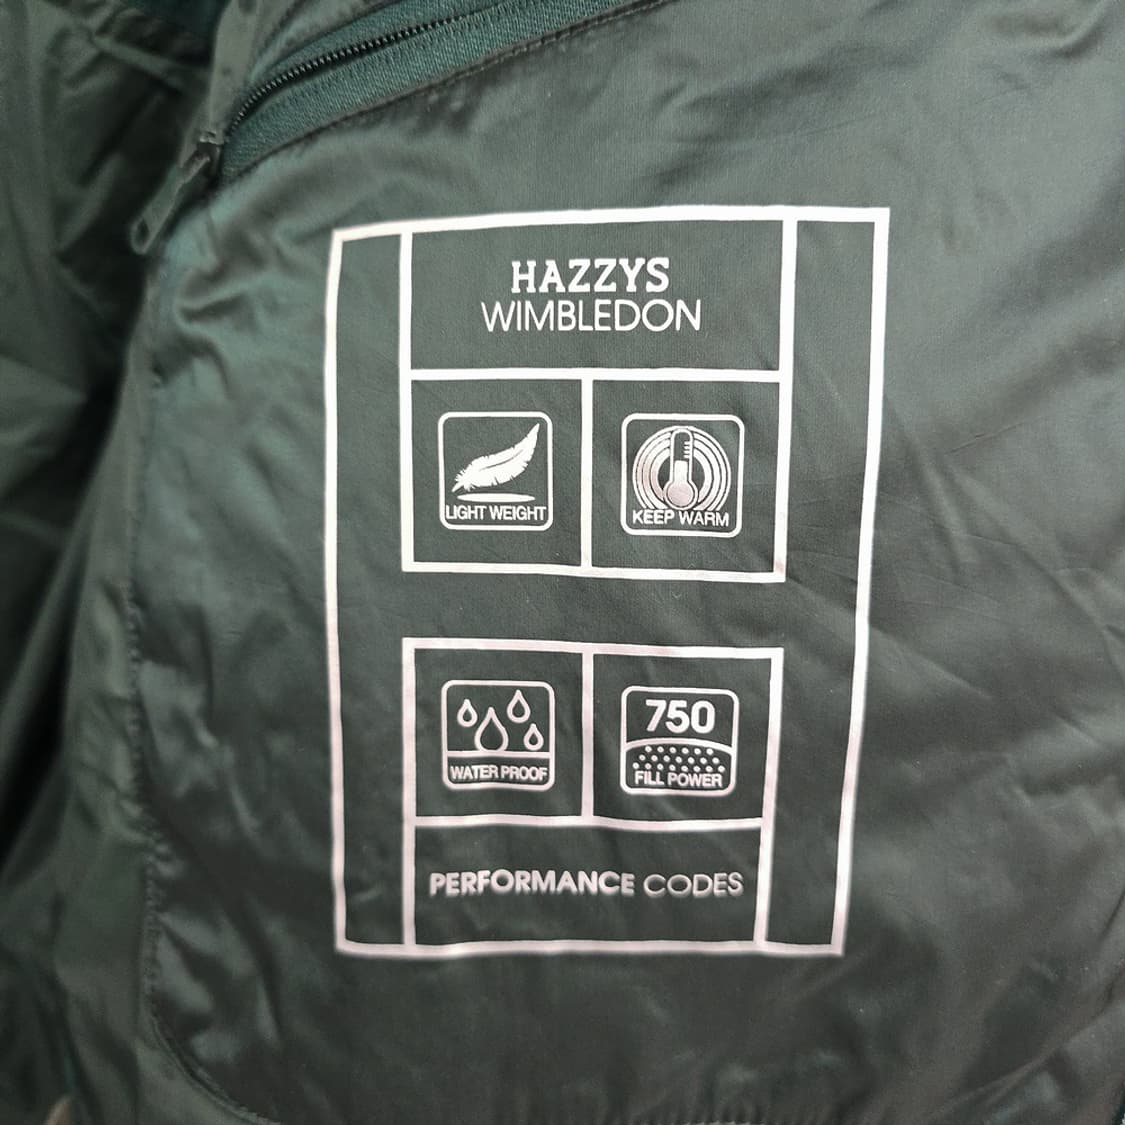 HAZZYS
WIMBLEDON
LIGHT WEIGHT
KEEP WARM
WATER PROOF
750
FILL POWER
PERFORMANCE CODES